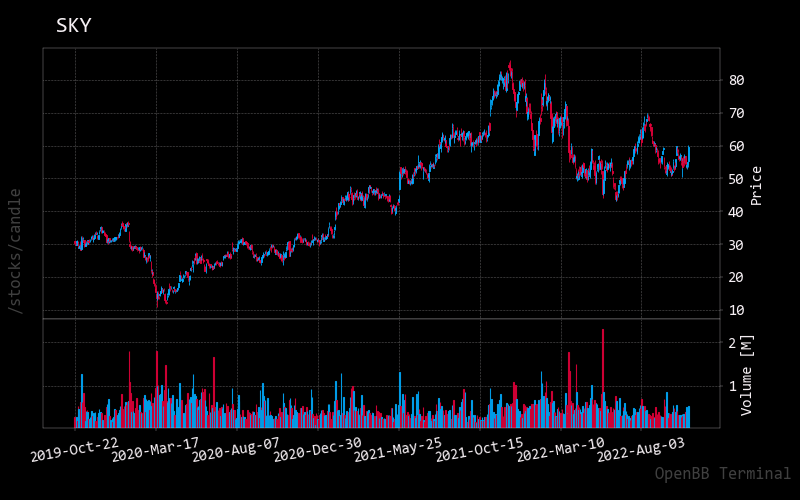 SKY
80
70
60
50
40
30
20
10
Price
2
1
Volume [M]
/stocks/candle
2019-Oct-22
2020-Mar-17
2020-Aug-07
2020-Dec-30
2021-May-25
2021-Oct-15
2022-Mar-10
2022-Aug-03
OpenBB Terminal